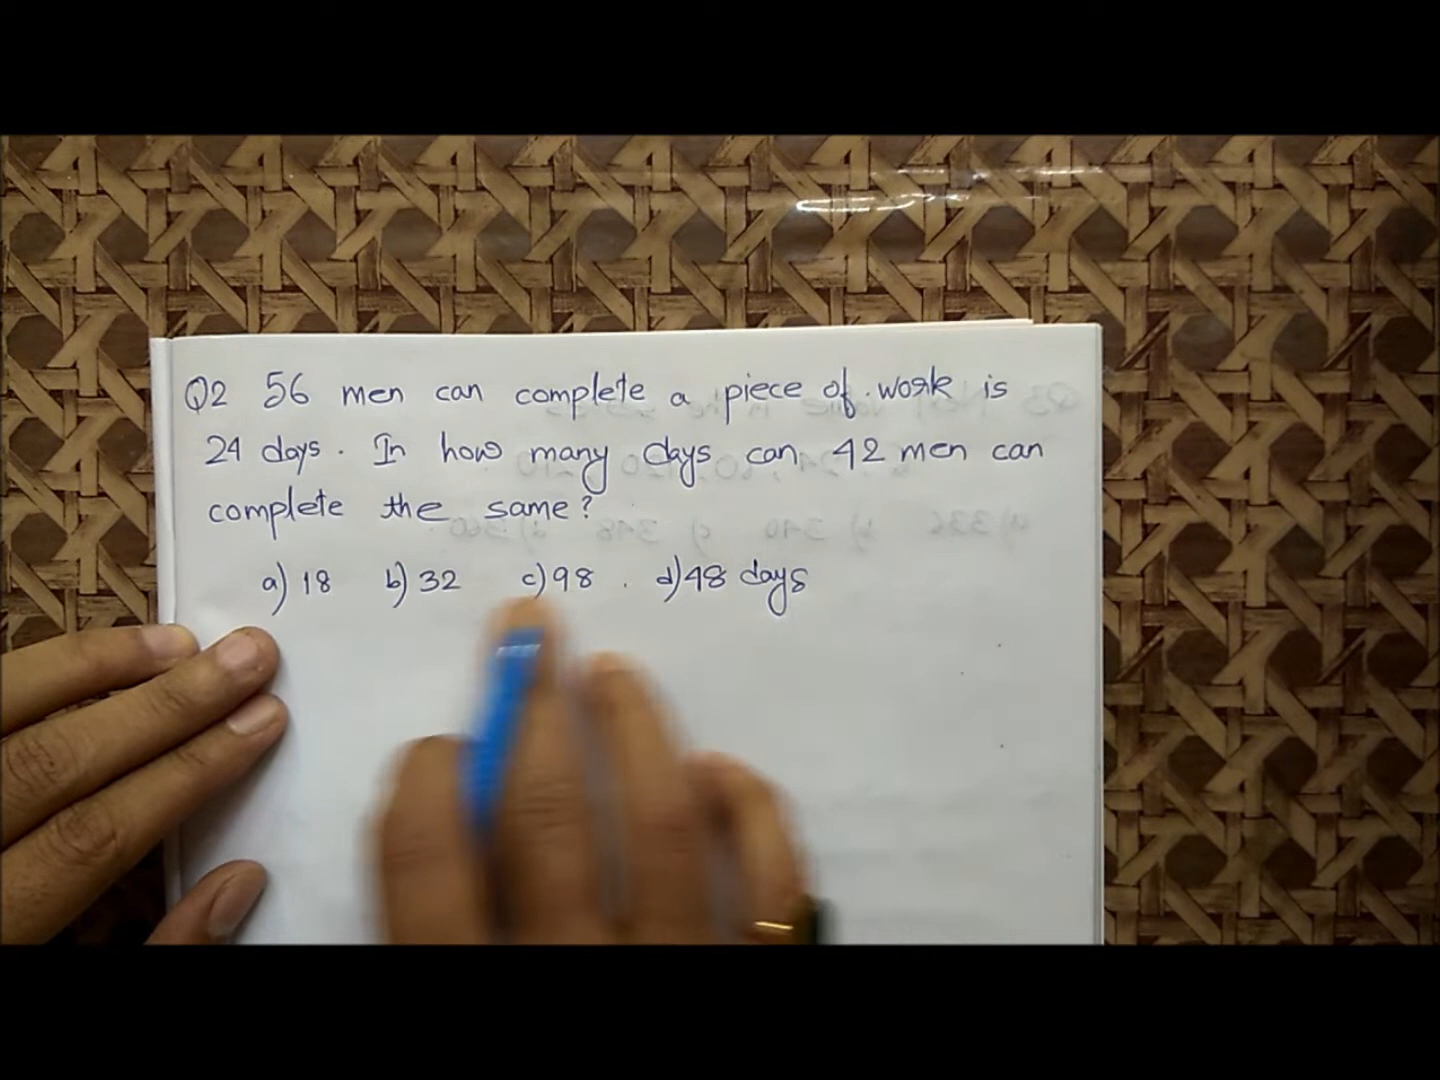 Q2 56 men can complete a piece of work is
24 days. In how many days can 42 men can
complete the same?
a) 18 b) 32 c) 98 d) 48 days